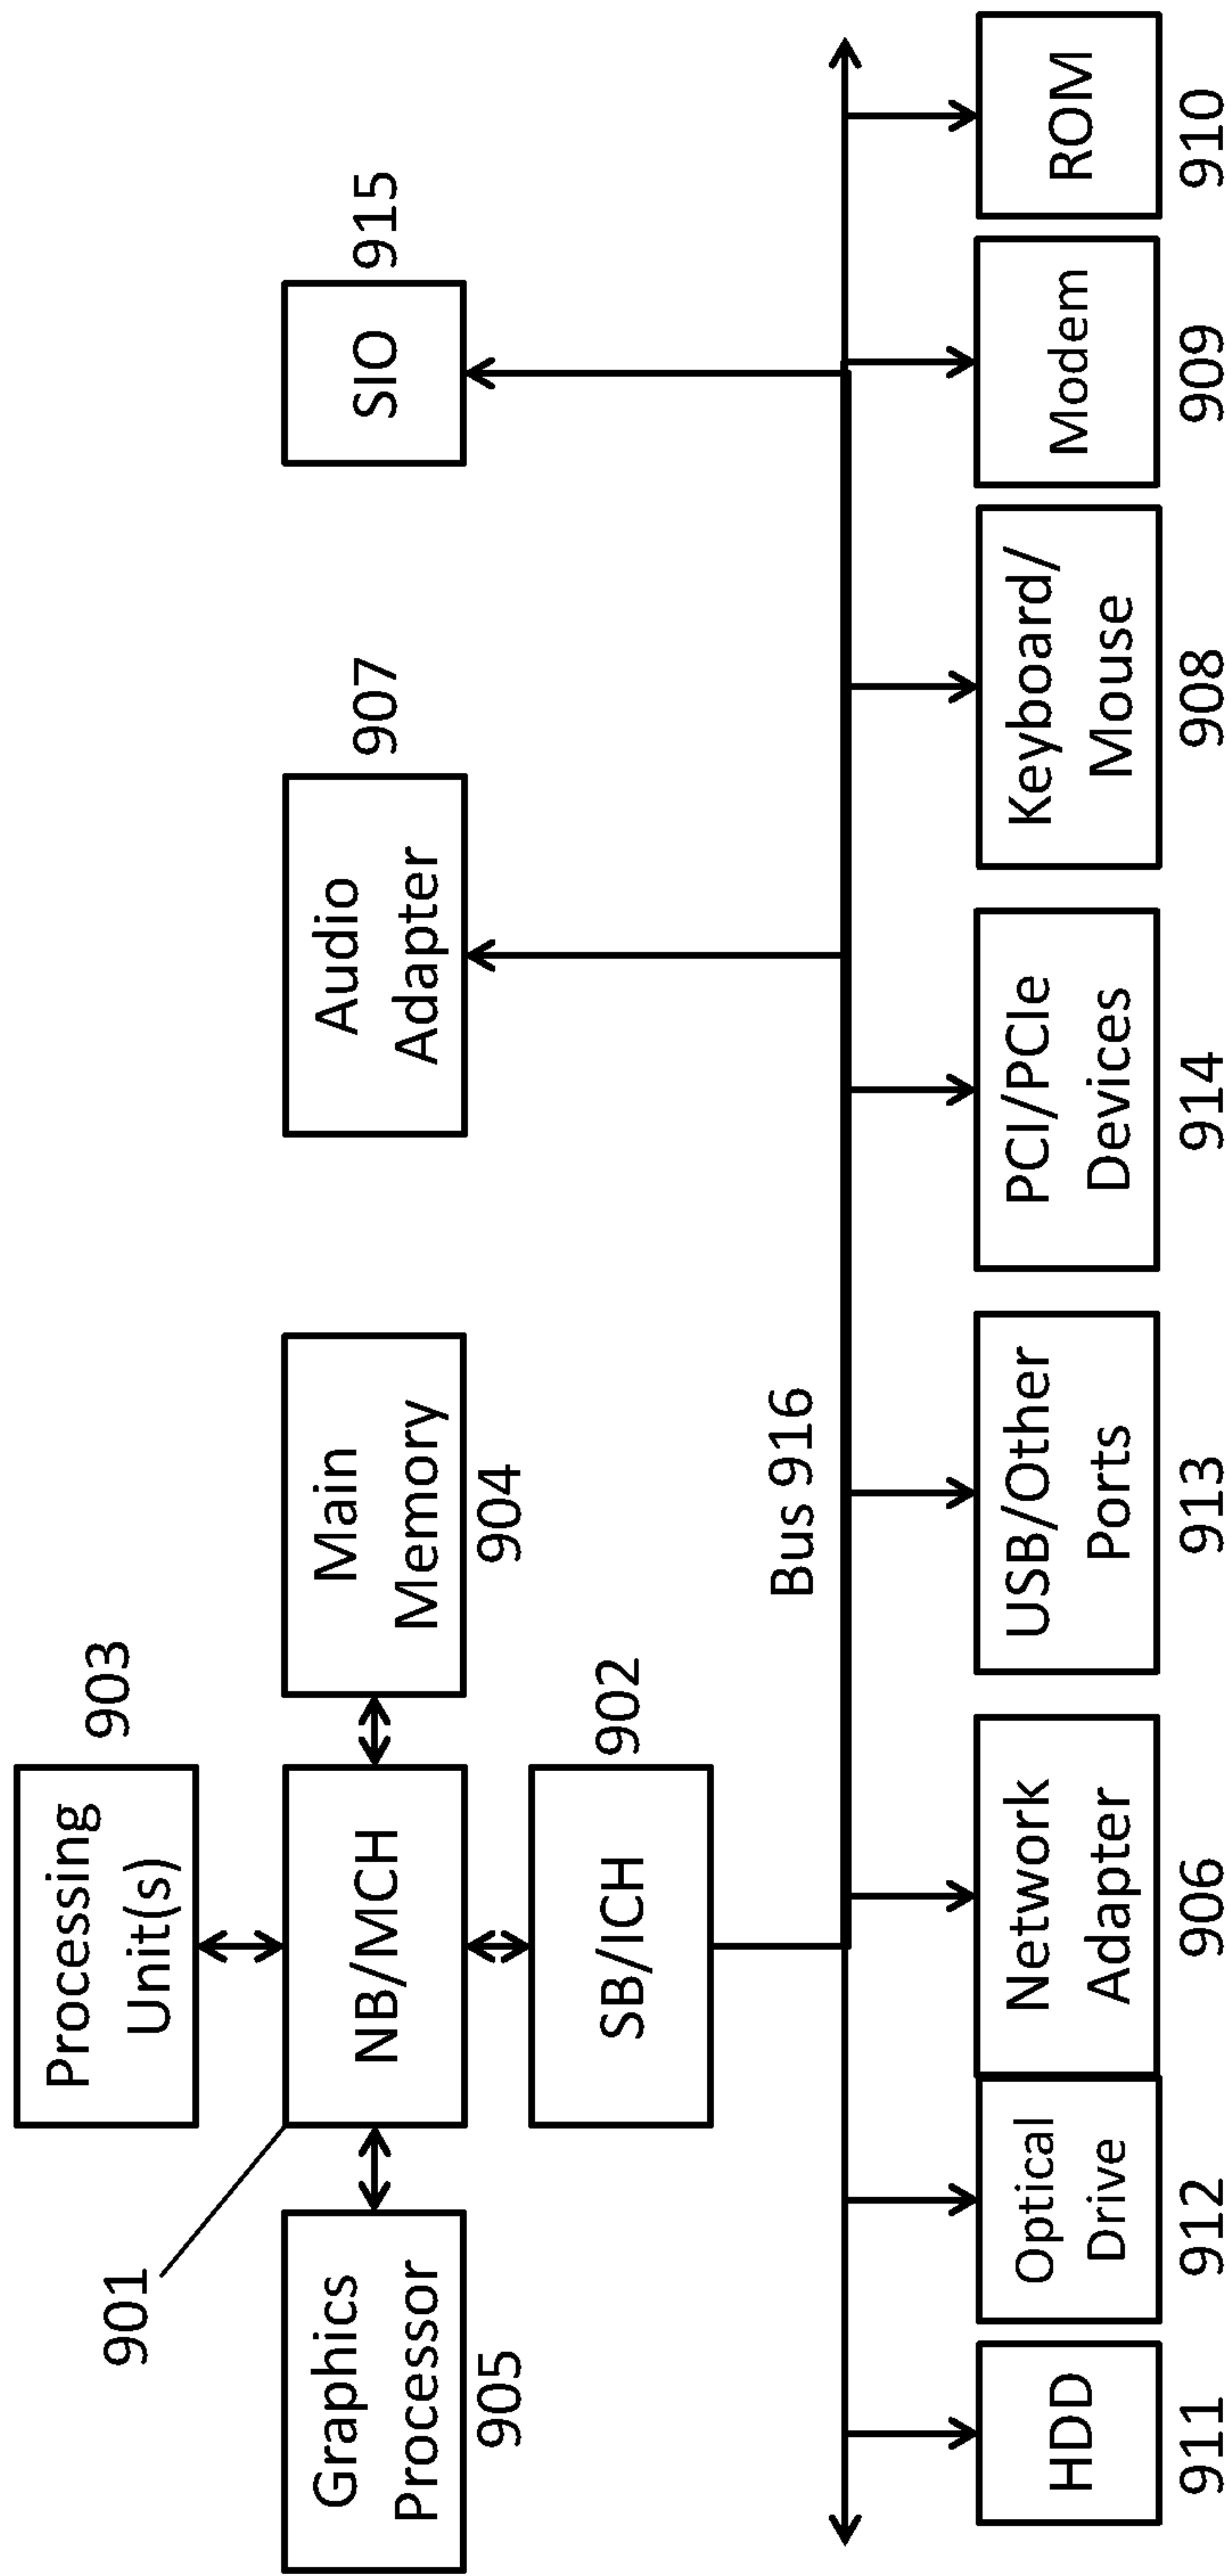 903
Processing
Unit(s)
901
Graphics
Processor
905
NB/MCH
Main
Memory
904
Audio
Adapter
907
SIO
915
SB/ICH
902
Bus 916
HDD
911
Optical
Drive
912
Network
Adapter
906
USB/Other
Ports
913
PCI/PCIe
Devices
914
Keyboard/
Mouse
908
Modem
909
ROM
910